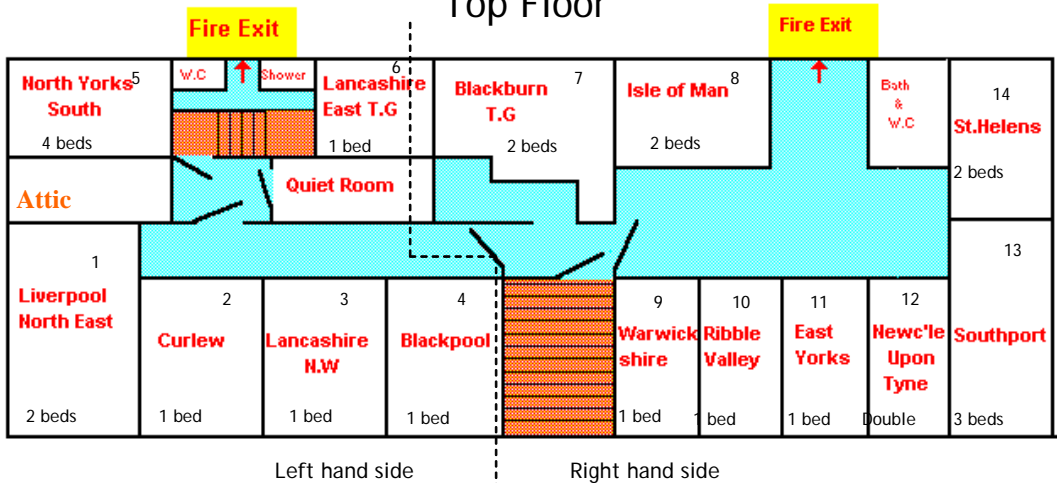 Top Floor
Fire Exit
Fire Exit
5
North Yorks
South
4 beds
W.C
Shower
6
Lancashire
East T.G
1 bed
7
Blackburn
T.G
2 beds
8
Isle of Man
2 beds
Bath
&
W.C
14
St.Helens
2 beds
Attic
Quiet Room
1
Liverpool
North East
2 beds
2
Curlew
1 bed
3
Lancashire
N.W
1 bed
4
Blackpool
1 bed
9
Warwick
shire
1 bed
10
Ribble
Valley
1 bed
11
East
Yorks
1 bed
12
Newc'le
Upon
Tyne
Double
13
Southport
3 beds
Left hand side
Right hand side